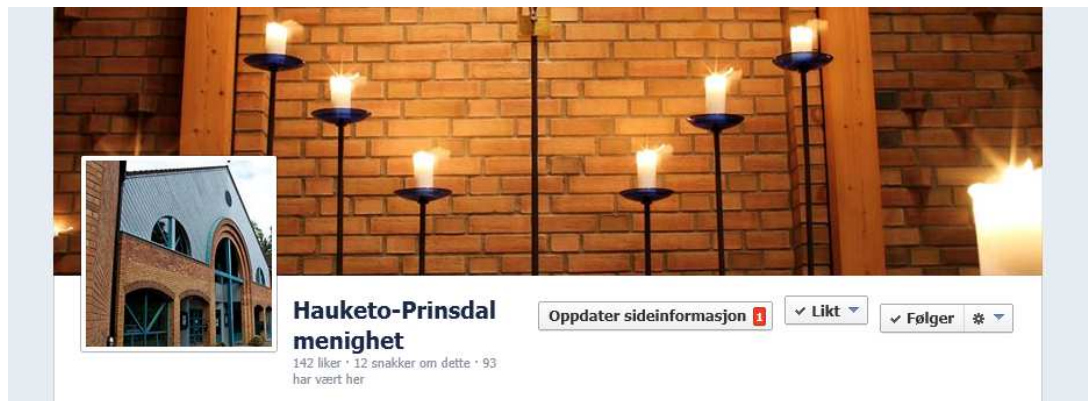 Hauketo-Prinsdal
menighet
142 liker · 12 snakker om dette · 93
har vært her
Oppdater sideinformasjon 1
Likt
Følger